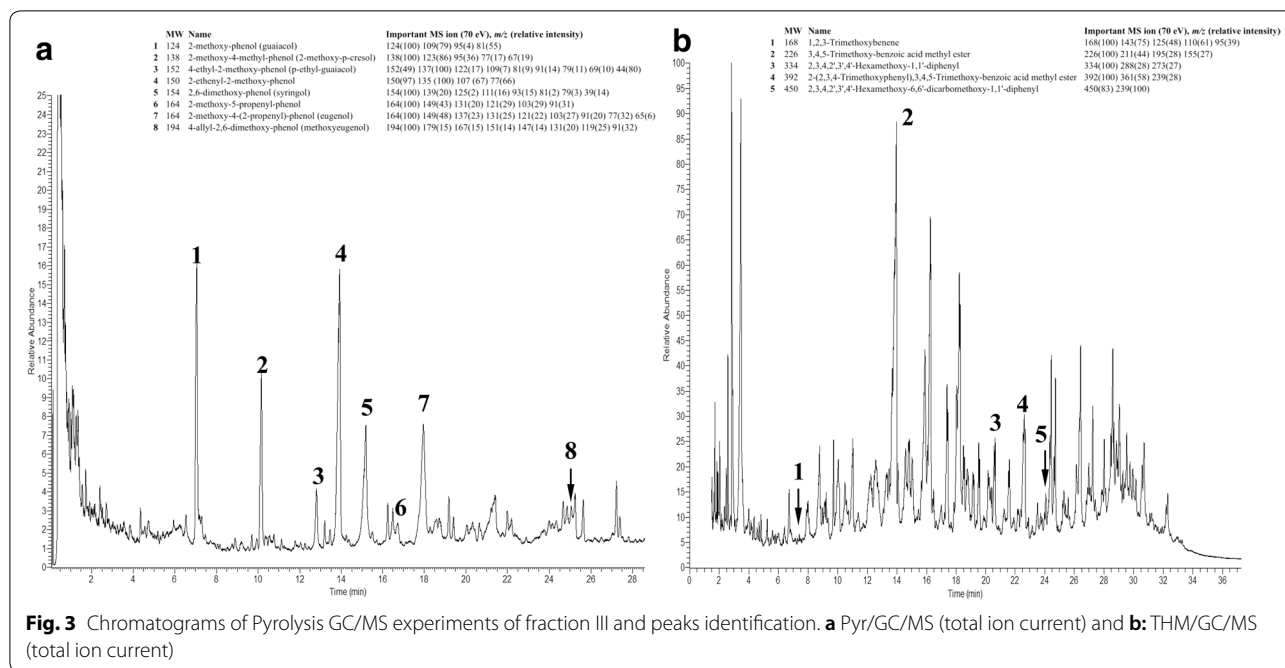 a
MW Name Important MS ion (70 eV), m/z (relative intensity)
1 124 2-methoxy-phenol (guaiacol) 124(100) 109(79) 95(4) 81(55)
2 138 2-methoxy-4-methyl-phenol (2-methoxy-p-cresol) 138(100) 123(86) 95(36) 77(17) 67(19)
3 152 4-ethyl-2-methoxy-phenol (p-ethyl-guaiacol) 152(49) 137(100) 122(17) 109(7) 81(9) 91(14) 79(11) 69(10) 44(80)
4 150 2-ethenyl-2-methoxy-phenol 150(97) 135 (100) 107 (67) 77(66)
5 154 2,6-dimethoxy-phenol (syringol) 154(100) 139(20) 125(2) 111(16) 93(15) 81(2) 79(3) 39(14)
6 164 2-methoxy-5-propenyl-phenol 164(100) 149(43) 131(20) 121(29) 103(29) 91(31)
7 164 2-methoxy-4-(2-propenyl)-phenol (eugenol) 164(100) 149(48) 137(23) 131(25) 121(22) 103(27) 91(20) 77(32) 65(6)
8 194 4-allyl-2,6-dimethoxy-phenol (methoxyeugenol) 194(100) 179(15) 167(15) 151(14) 147(14) 131(20) 119(25) 91(32)
25
24
23
22
21
20
19
18
17
16
15
14
13
12
11
10
9
8
7
6
5
4
3
2
1
0
Relative Abundance
1
2
3
4
5
6
7
8
2 4 6 8 10 12 14 16 18 20 22 24 26 28
Time (min)
b
MW Name Important MS ion (70 eV), m/z (relative intensity)
1 168 1,2,3-Trimethoxybenene 168(100) 143(75) 125(48) 110(61) 95(39)
2 226 3,4,5-Trimethoxy-benzoic acid methyl ester 226(100) 211(44) 195(28) 155(27)
3 334 2,3,4,2',3',4'-Hexamethoxy-1,1'-diphenyl 334(100) 288(28) 273(27)
4 392 2-(2,3,4-Trimethoxyphenyl),3,4,5-Trimethoxy-benzoic acid methyl ester 392(100) 361(58) 239(28)
5 450 2,3,4,2',3',4'-Hexamethoxy-6,6'-dicarbomethoxy-1,1'-diphenyl 450(83) 239(100)
100
95
90
85
80
75
70
65
60
55
50
45
40
35
30
25
20
15
10
5
0
Relative Abundance
2
1
3
4
5
2 4 6 8 10 12 14 16 18 20 22 24 26 28 30 32 34 36
Time (min)
Fig. 3 Chromatograms of Pyrolysis GC/MS experiments of fraction III and peaks identification. a Pyr/GC/MS (total ion current) and b: THM/GC/MS
(total ion current)